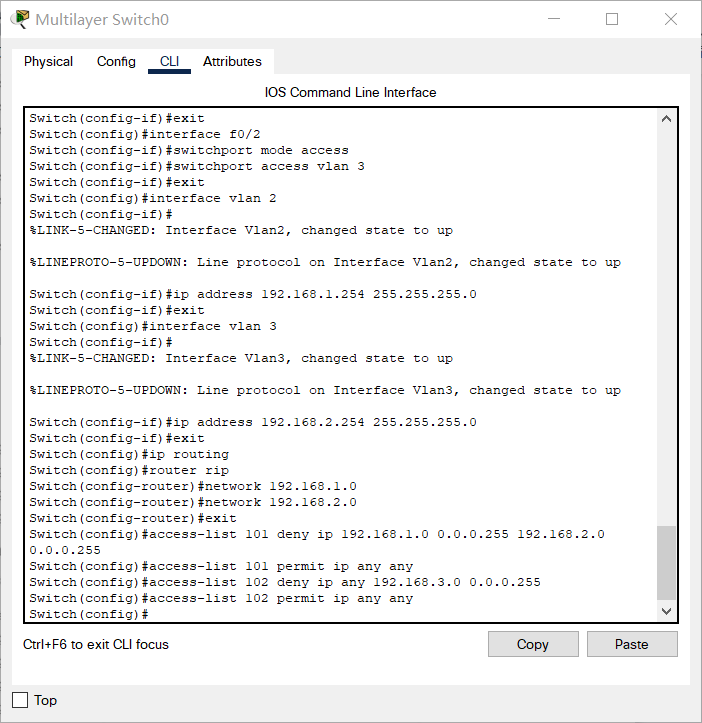 Multilayer Switch0
Physical Config CLI Attributes
IOS Command Line Interface
Switch(config-if)#exit
Switch(config)#interface f0/2
Switch(config-if)#switchport mode access
Switch(config-if)#switchport access vlan 3
Switch(config-if)#exit
Switch(config)#interface vlan 2
Switch(config-if)#
%LINK-5-CHANGED: Interface Vlan2, changed state to up
%LINEPROTO-5-UPDOWN: Line protocol on Interface Vlan2, changed state to up
Switch(config-if)#ip address 192.168.1.254 255.255.255.0
Switch(config-if)#exit
Switch(config)#interface vlan 3
Switch(config-if)#
%LINK-5-CHANGED: Interface Vlan3, changed state to up
%LINEPROTO-5-UPDOWN: Line protocol on Interface Vlan3, changed state to up
Switch(config-if)#ip address 192.168.2.254 255.255.255.0
Switch(config-if)#exit
Switch(config)#ip routing
Switch(config)#router rip
Switch(config-router)#network 192.168.1.0
Switch(config-router)#network 192.168.2.0
Switch(config-router)#exit
Switch(config)#access-list 101 deny ip 192.168.1.0 0.0.0.255 192.168.2.0
0.0.0.255
Switch(config)#access-list 101 permit ip any any
Switch(config)#access-list 102 deny ip any 192.168.3.0 0.0.0.255
Switch(config)#access-list 102 permit ip any any
Switch(config)#
Ctrl+F6 to exit CLI focus
Copy Paste
Top